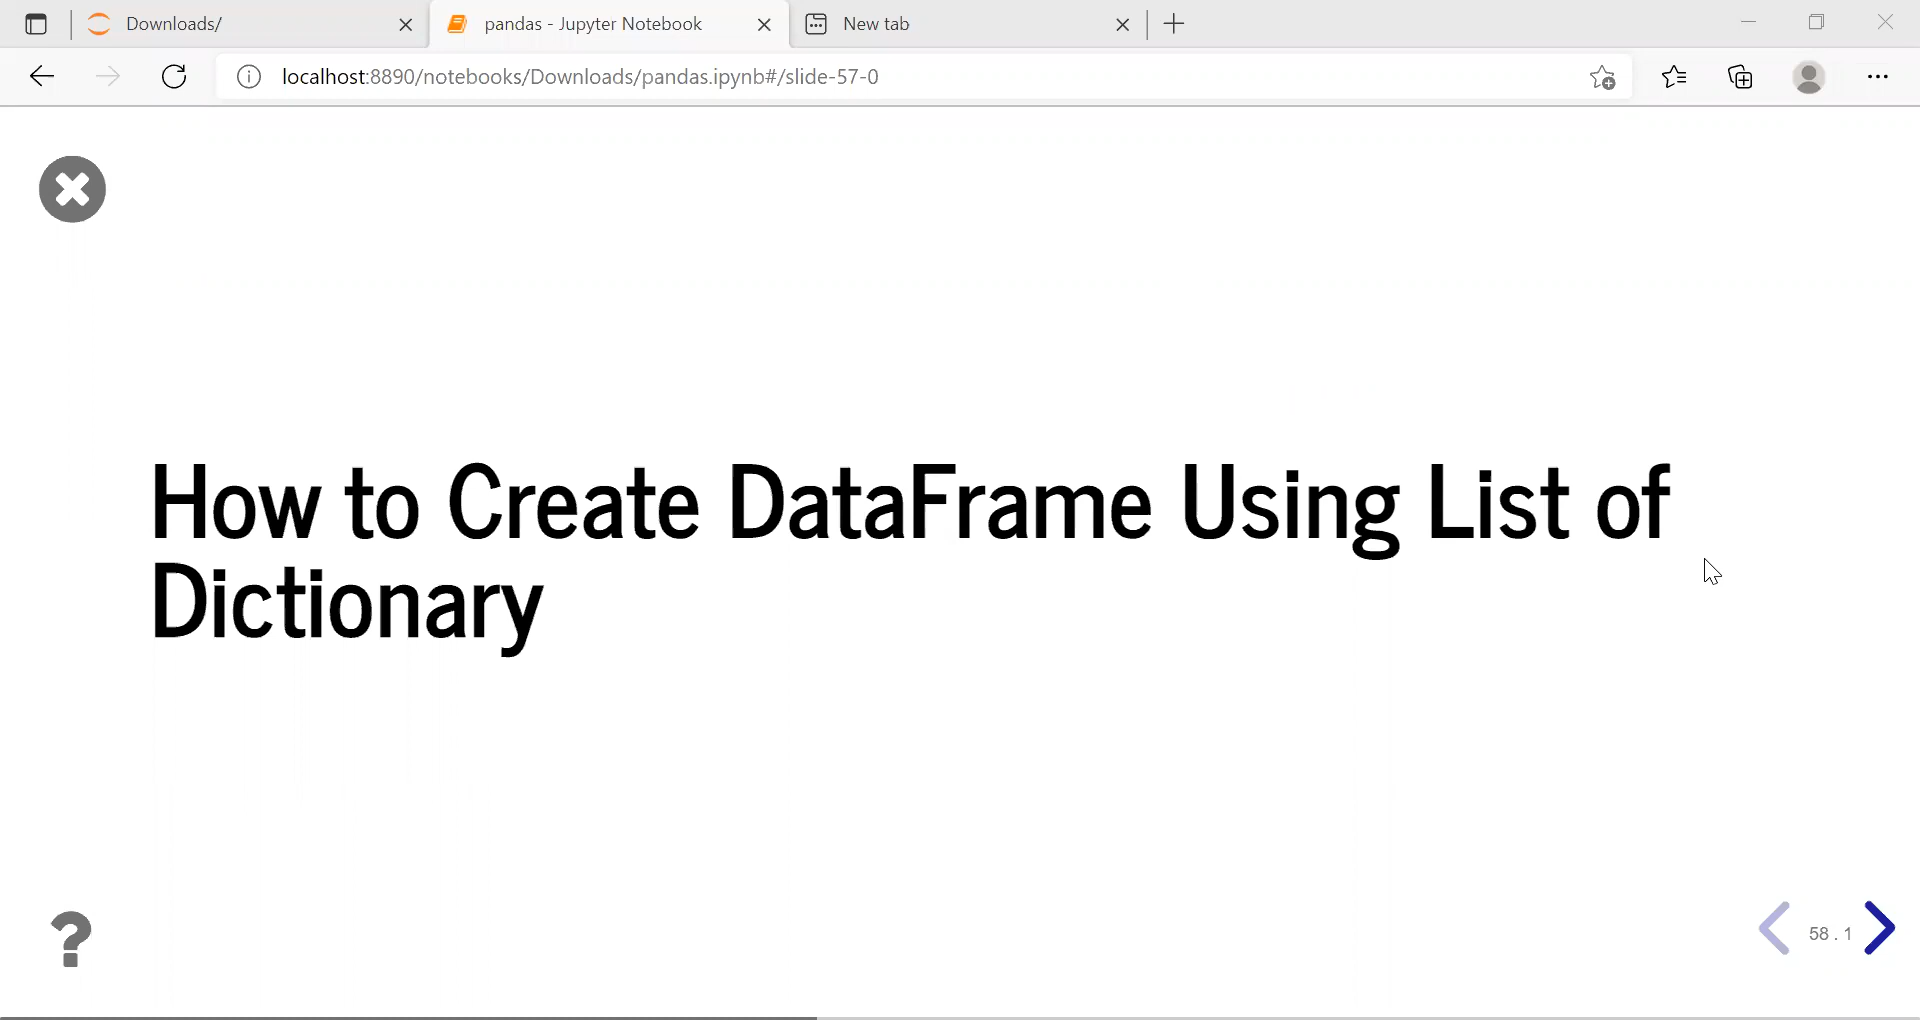 Downloads/
pandas - Jupyter Notebook
New tab
localhost:8890/notebooks/Downloads/pandas.ipynb#/slide-57-0
How to Create DataFrame Using List of
Dictionary
?
58 . 1